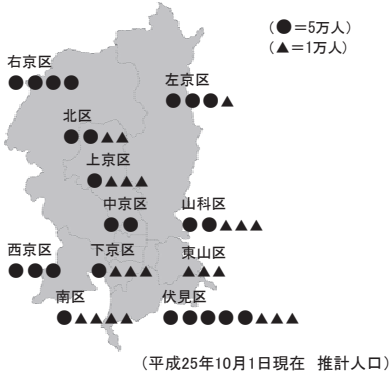 (●=5万人)
(▲=1万人)
右京区
●●●●
左京区
●●●▲
北区
●●▲▲
上京区
●▲▲▲
中京区
●●
山科区
●●▲▲▲
西京区
●●●
下京区
●▲▲▲
東山区
▲▲▲
南区
●▲▲▲▲
伏見区
●●●●●▲▲▲
(平成25年10月1日現在 推計人口)